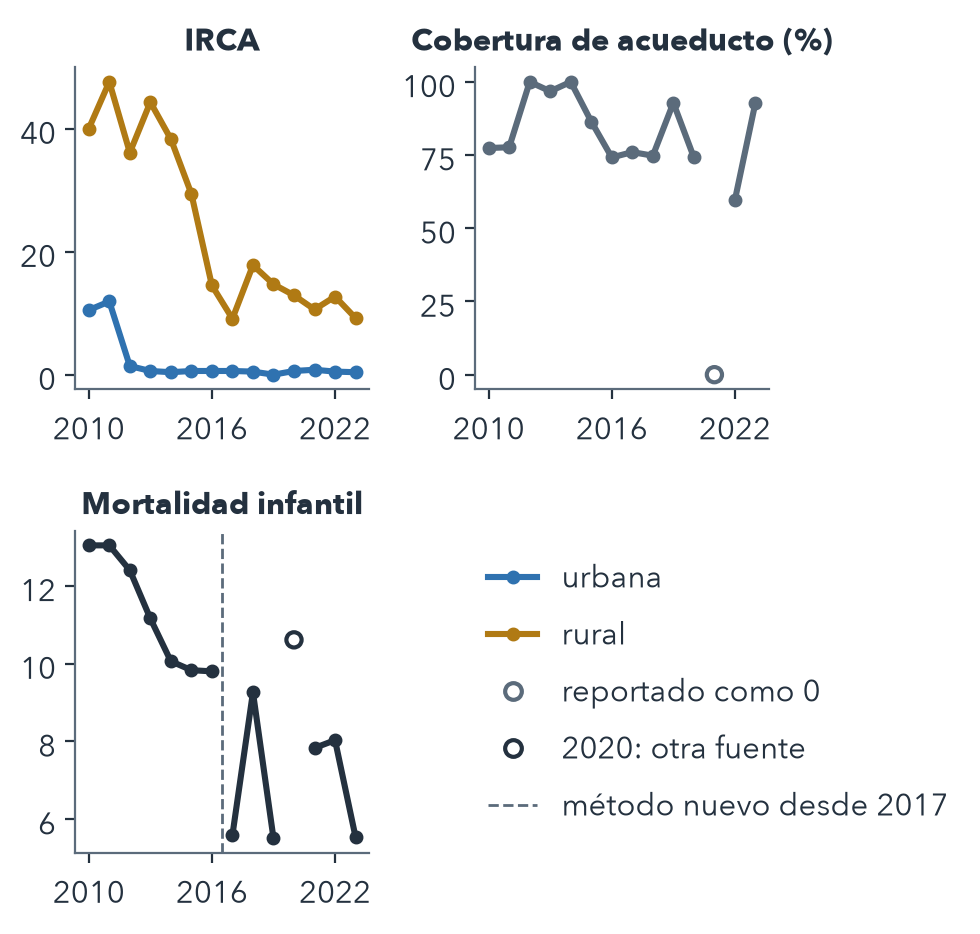 IRCA
40
20
0
2010 2016 2022
Cobertura de acueducto (%)
100
75
50
25
0
2010 2016 2022
Mortalidad infantil
12
10
8
6
2010 2016 2022
urbana
rural
reportado como 0
2020: otra fuente
método nuevo desde 2017